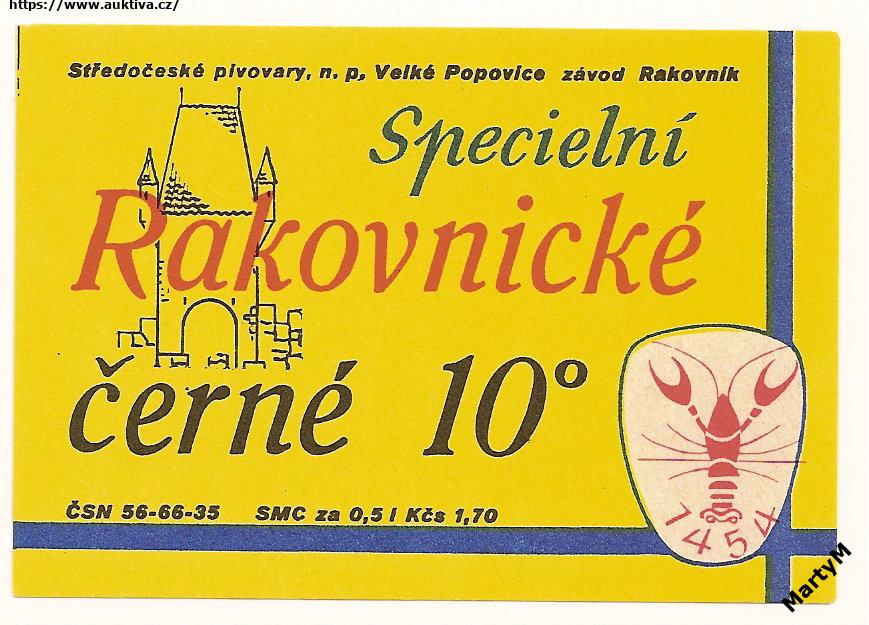 https://www.auktiva.cz/
Středočeské pivovary, n. p., Velké Popovice závod Rakovník
Specielní
Rakovnické
černé 10°
ČSN 56-66-35 SMC za 0,5 l Kčs 1,70
1454
MartyM